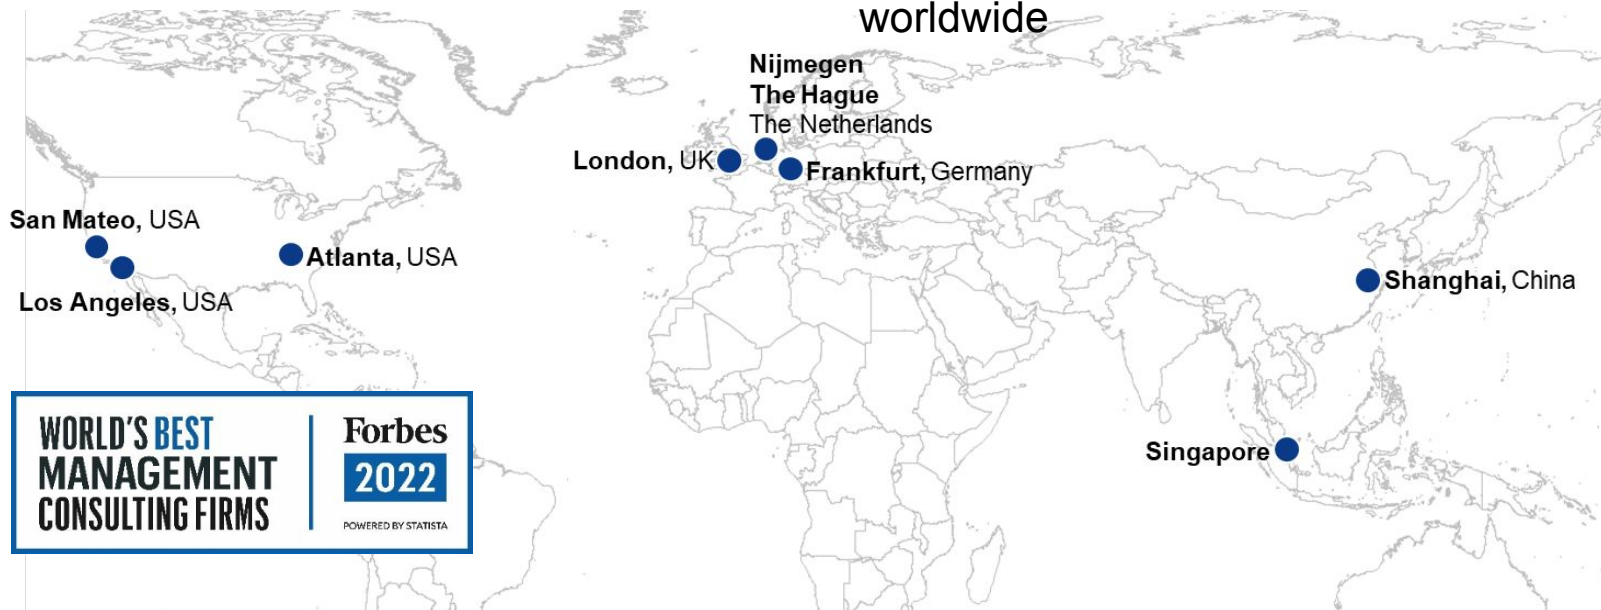 worldwide
Nijmegen
The Hague
The Netherlands
London, UK
Frankfurt, Germany
San Mateo, USA
Atlanta, USA
Los Angeles, USA
Shanghai, China
Singapore
WORLD'S BEST
MANAGEMENT
CONSULTING FIRMS
Forbes
2022
POWERED BY STATISTA